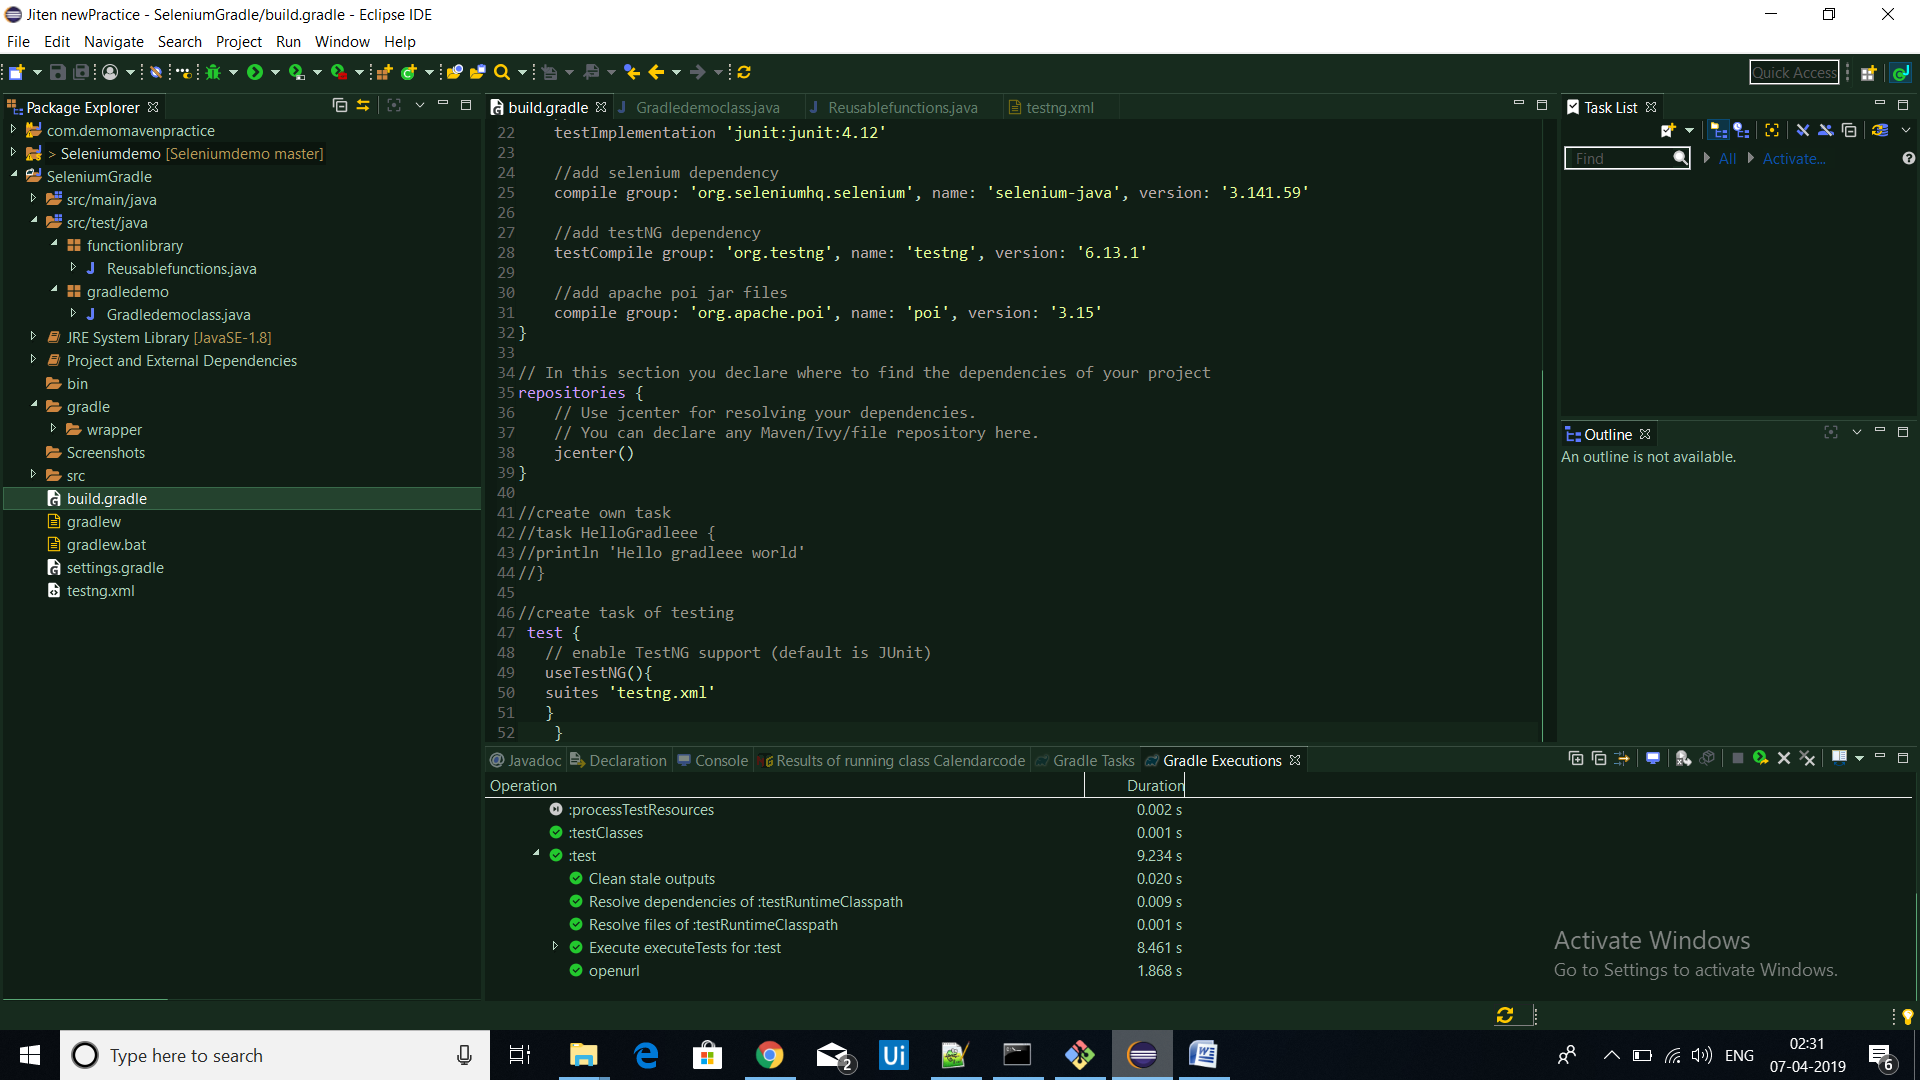 Jiten newPractice - SeleniumGradle/build.gradle - Eclipse IDE
File Edit Navigate Search Project Run Window Help
Quick Access
Package Explorer
com.demomavenpractice
> Seleniumdemo [Seleniumdemo master]
SeleniumGradle
src/main/java
src/test/java
functionlibrary
Reusablefunctions.java
gradledemo
Gradledemoclass.java
JRE System Library [JavaSE-1.8]
Project and External Dependencies
bin
gradle
wrapper
Screenshots
src
build.gradle
gradlew
gradlew.bat
settings.gradle
testng.xml
build.gradle Gradledemoclass.java Reusablefunctions.java testng.xml
22 testImplementation 'junit:junit:4.12'
23
24 //add selenium dependency
25 compile group: 'org.seleniumhq.selenium', name: 'selenium-java', version: '3.141.59'
26
27 //add testNG dependency
28 testCompile group: 'org.testng', name: 'testng', version: '6.13.1'
29
30 //add apache poi jar files
31 compile group: 'org.apache.poi', name: 'poi', version: '3.15'
32 }
33
34 // In this section you declare where to find the dependencies of your project
35 repositories {
36 // Use jcenter for resolving your dependencies.
37 // You can declare any Maven/Ivy/file repository here.
38 jcenter()
39 }
40
41 //create own task
42 //task HelloGradleee {
43 //println 'Hello gradleee world'
44 //}
45
46 //create task of testing
47 test {
48 // enable TestNG support (default is JUnit)
49 useTestNG(){
50 suites 'testng.xml'
51 }
52 }
Task List
Find All Activate...
Outline
An outline is not available.
Javadoc Declaration Console Results of running class Calendarcode Gradle Tasks Gradle Executions
Operation Duration
:processTestResources 0.002 s
:testClasses 0.001 s
:test 9.234 s
Clean stale outputs 0.020 s
Resolve dependencies of :testRuntimeClasspath 0.009 s
Resolve files of :testRuntimeClasspath 0.001 s
Execute executeTests for :test 8.461 s
openurl 1.868 s
Activate Windows
Go to Settings to activate Windows.
Type here to search
2
Ui
ENG
02:31
07-04-2019
6